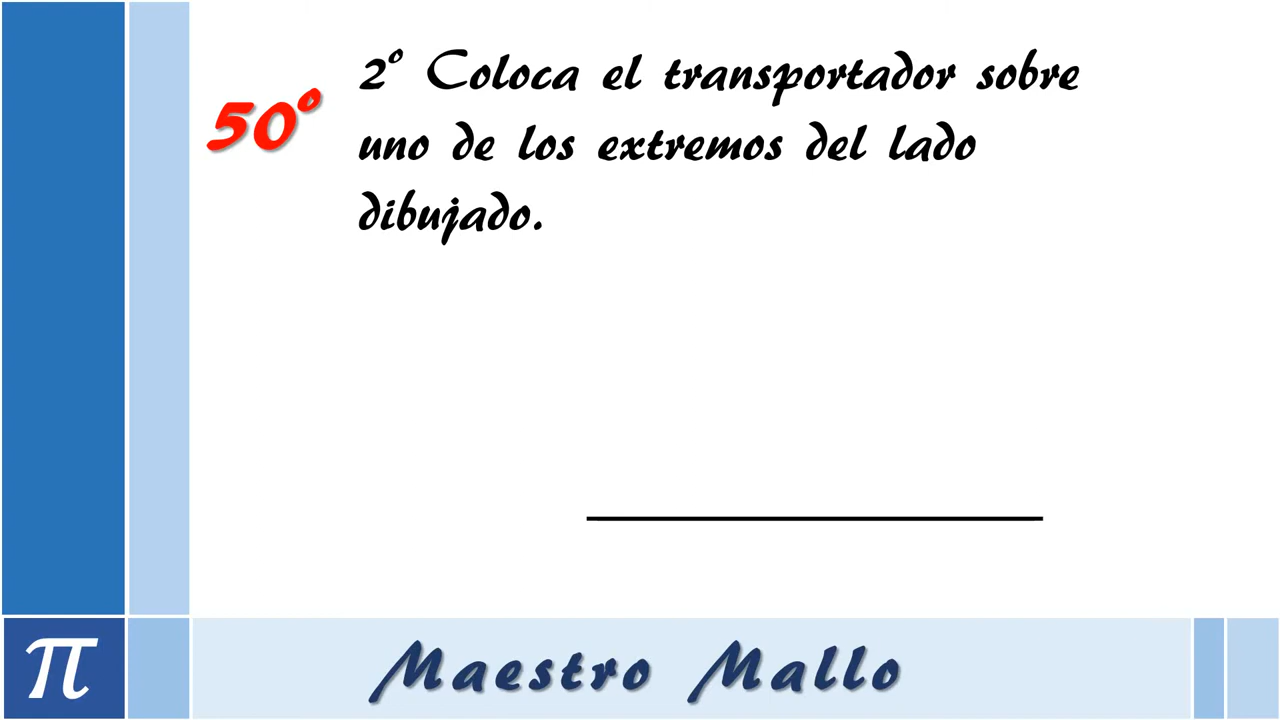 50º
2º Coloca el transportador sobre
uno de los extremos del lado
dibujado.
π
Maestro Mallo